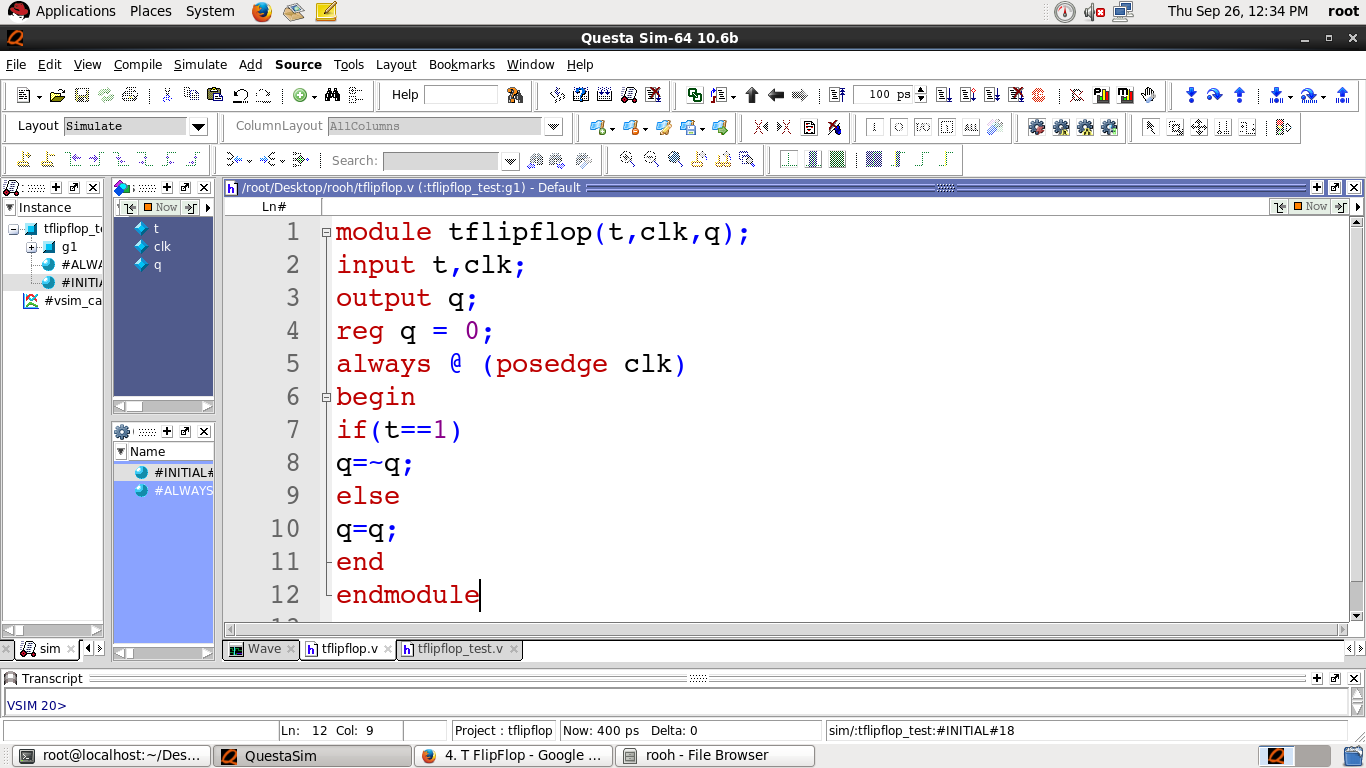 Applications Places System Thu Sep 26, 12:34 PM root
Questa Sim-64 10.6b
File Edit View Compile Simulate Add Source Tools Layout Bookmarks Window Help
Help 100 ps
Layout Simulate ColumnLayout AllColumns
Search:
/root/Desktop/rooh/tflipflop.v (:tflipflop_test:g1) - Default
Instance
tflipflop_te
g1
#ALWA
#INITIA
#vsim_ca
Now
t
clk
q
Name
#INITIAL#
#ALWAYS
Ln# Now
1 module tflipflop(t,clk,q);
2 input t,clk;
3 output q;
4 reg q = 0;
5 always @ (posedge clk)
6 begin
7 if(t==1)
8 q=~q;
9 else
10 q=q;
11 end
12 endmodule
sim Wave tflipflop.v tflipflop_test.v
Transcript
VSIM 20>
Ln: 12 Col: 9 Project : tflipflop Now: 400 ps Delta: 0 sim/:tflipflop_test:#INITIAL#18
root@localhost:~/Des... QuestaSim 4. T FlipFlop - Google ... rooh - File Browser